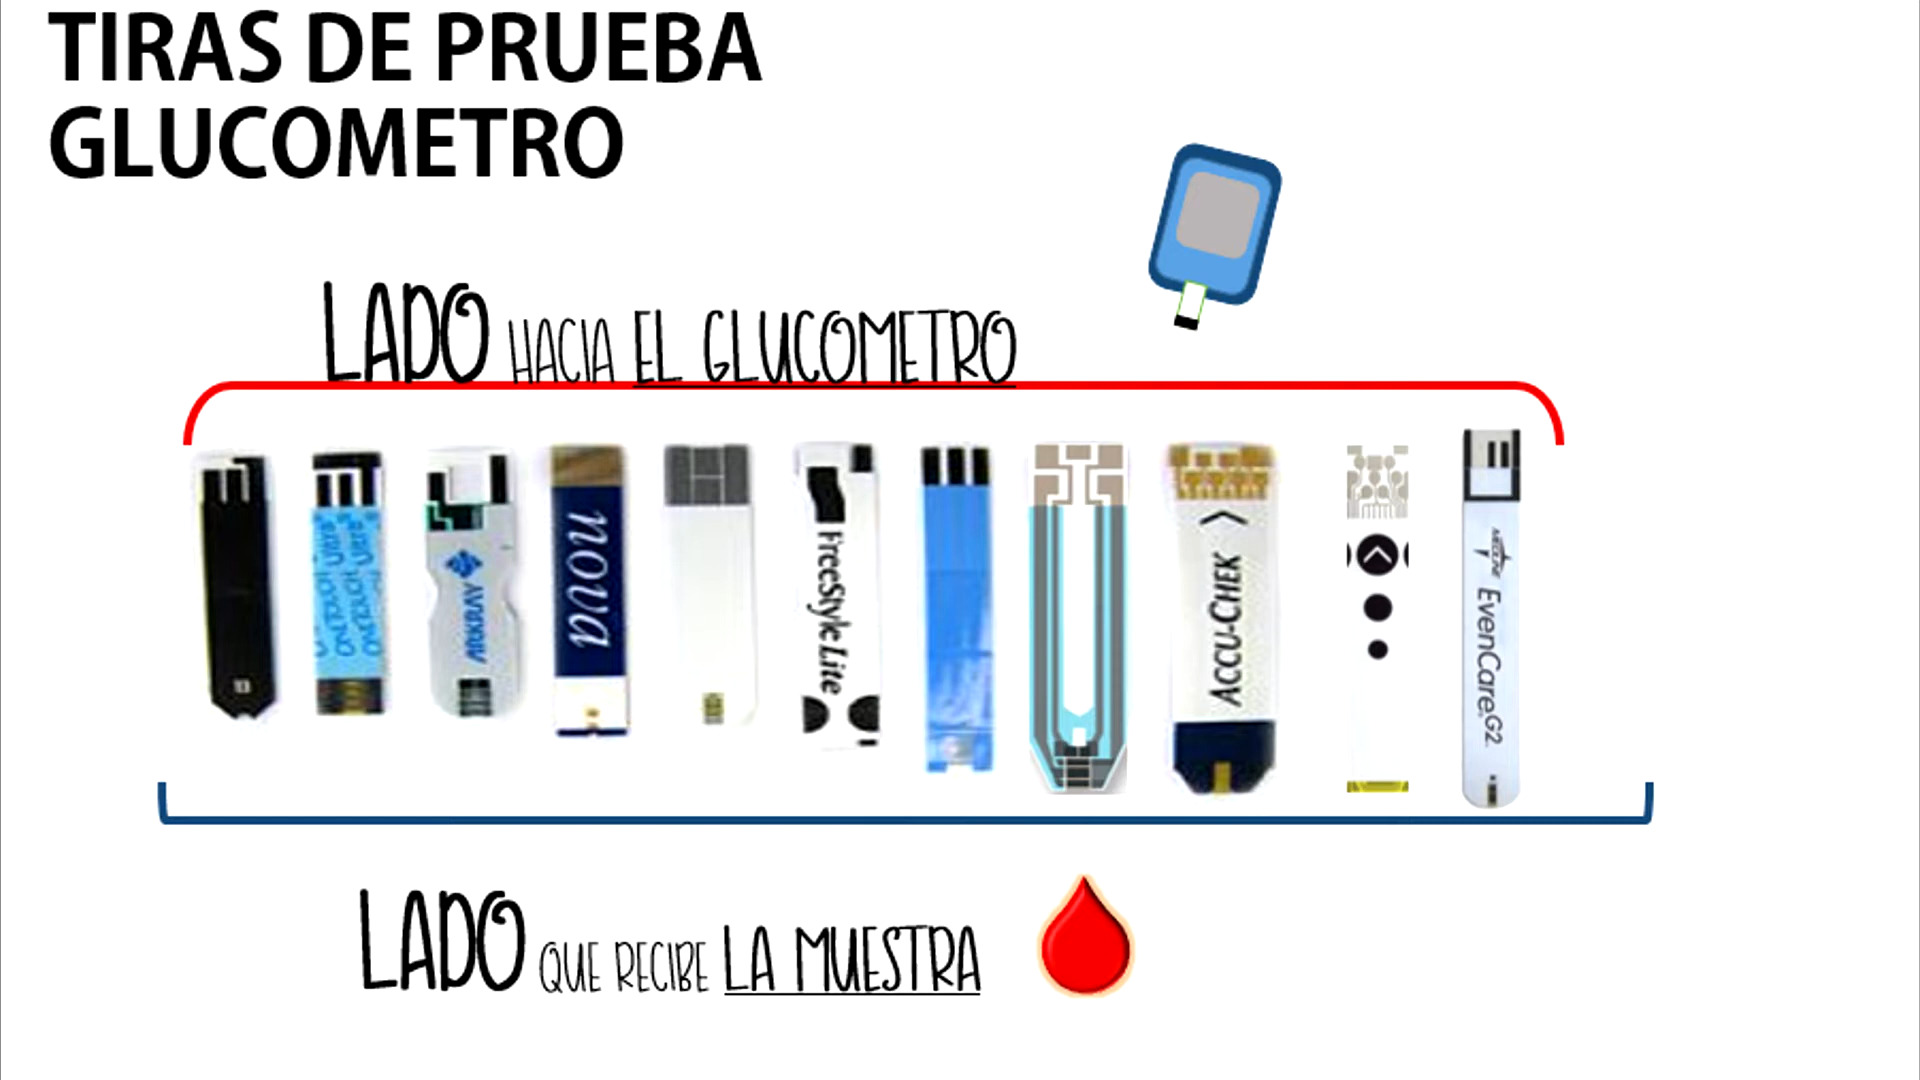 TIRAS DE PRUEBA
GLUCOMETRO
LADO HACIA EL GLUCOMETRO
nova
FreeStyle Lite
ACCU-CHEK
MEDLINE
EvenCare G2
LADO QUE RECIBE LA MUESTRA